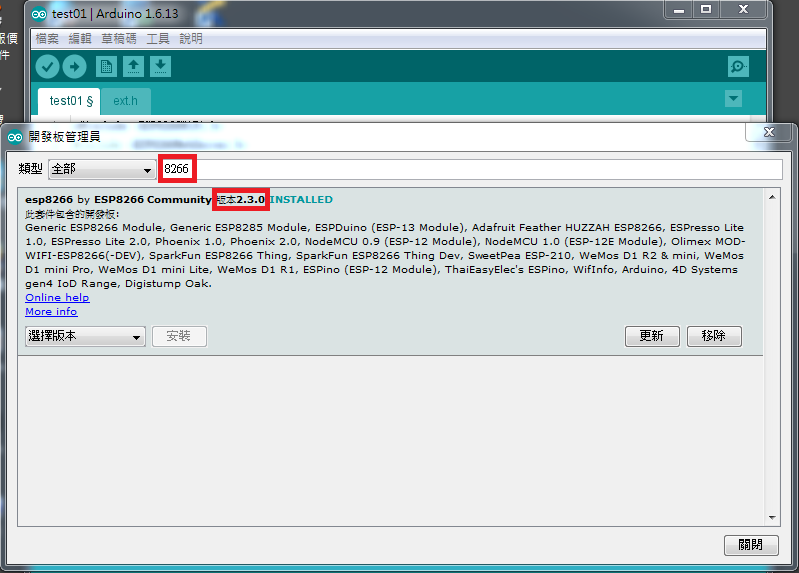 test01 | Arduino 1.6.13
報價
件
檔案 編輯 草稿碼 工具 說明
test01 § ext.h
開發板管理員
類型 全部 8266
esp8266 by ESP8266 Community 版本2.3.0 INSTALLED
此套件包含的開發板:
Generic ESP8266 Module, Generic ESP8285 Module, ESPDuino (ESP-13 Module), Adafruit Feather HUZZAH ESP8266, ESPresso Lite
1.0, ESPresso Lite 2.0, Phoenix 1.0, Phoenix 2.0, NodeMCU 0.9 (ESP-12 Module), NodeMCU 1.0 (ESP-12E Module), Olimex MOD-
WIFI-ESP8266(-DEV), SparkFun ESP8266 Thing, SparkFun ESP8266 Thing Dev, SweetPea ESP-210, WeMos D1 R2 & mini, WeMos
D1 mini Pro, WeMos D1 mini Lite, WeMos D1 R1, ESPino (ESP-12 Module), ThaiEasyElec's ESPino, WifInfo, Arduino, 4D Systems
gen4 IoD Range, Digistump Oak.
Online help
More info
選擇版本 安裝 更新 移除
關閉